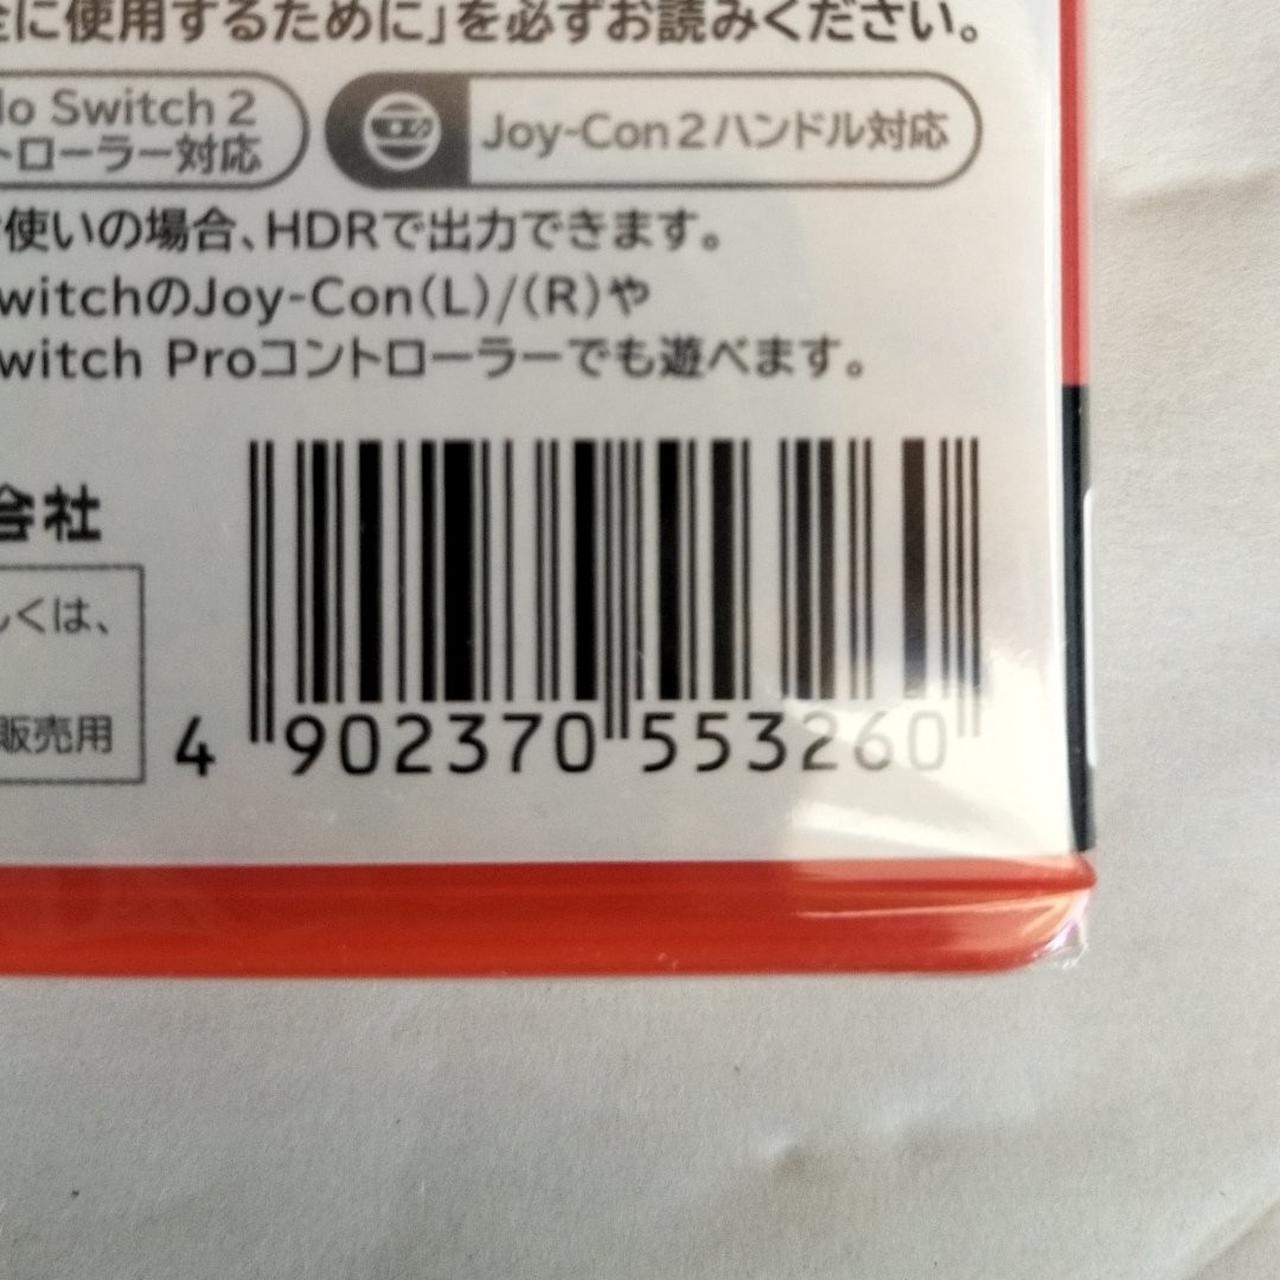 に使用するために」を必ずお読みください。
do Switch 2
トローラー対応
Joy-Con 2 ハンドル対応
使いの場合、HDRで出力できます。
witchのJoy-Con(L)/(R)や
witch Proコントローラーでも遊べます。
会社
くは、
販売用
4 902370 553260